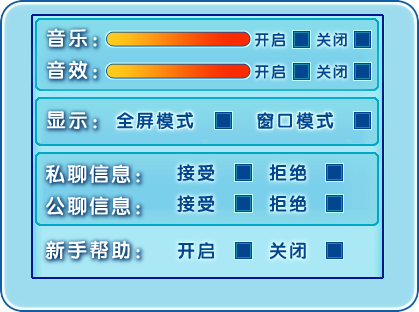 音乐： 开启 关闭
音效： 开启 关闭
显示： 全屏模式 窗口模式
私聊信息： 接受 拒绝
公聊信息： 接受 拒绝
新手帮助： 开启 关闭